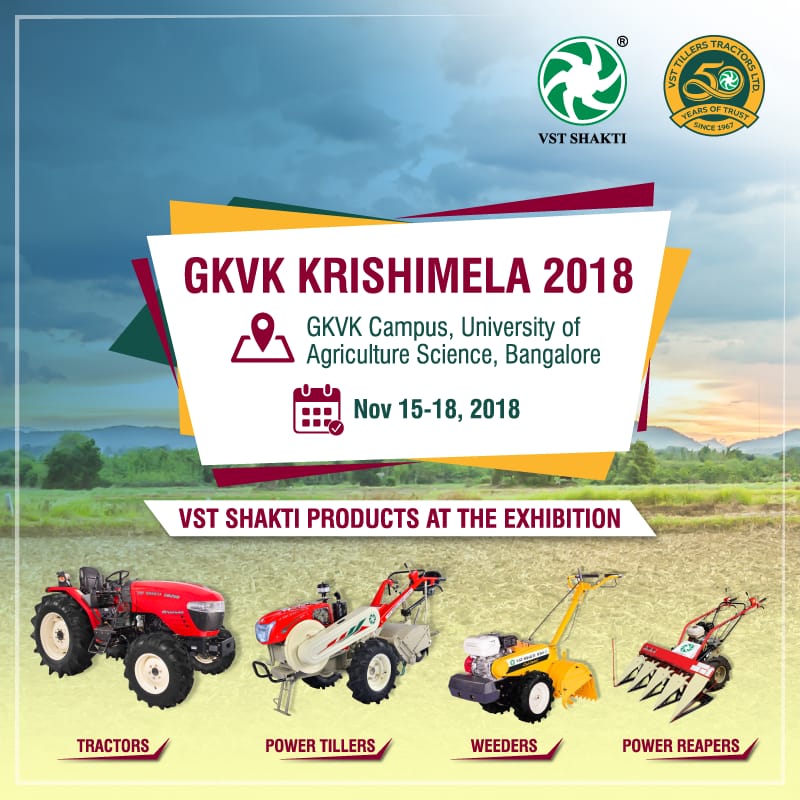 ®
VST SHAKTI
VST TILLERS TRACTORS LTD.
50
YEARS OF TRUST
SINCE 1967
GKVK KRISHIMELA 2018
GKVK Campus, University of
Agriculture Science, Bangalore
Nov 15-18, 2018
VST SHAKTI PRODUCTS AT THE EXHIBITION
TRACTORS
POWER TILLERS
WEEDERS
POWER REAPERS